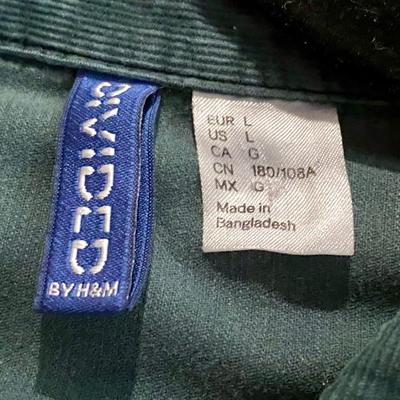 DIVIDED
BY H&M
EUR L
US L
CA G
CN 180/108A
MX G
Made in
Bangladesh